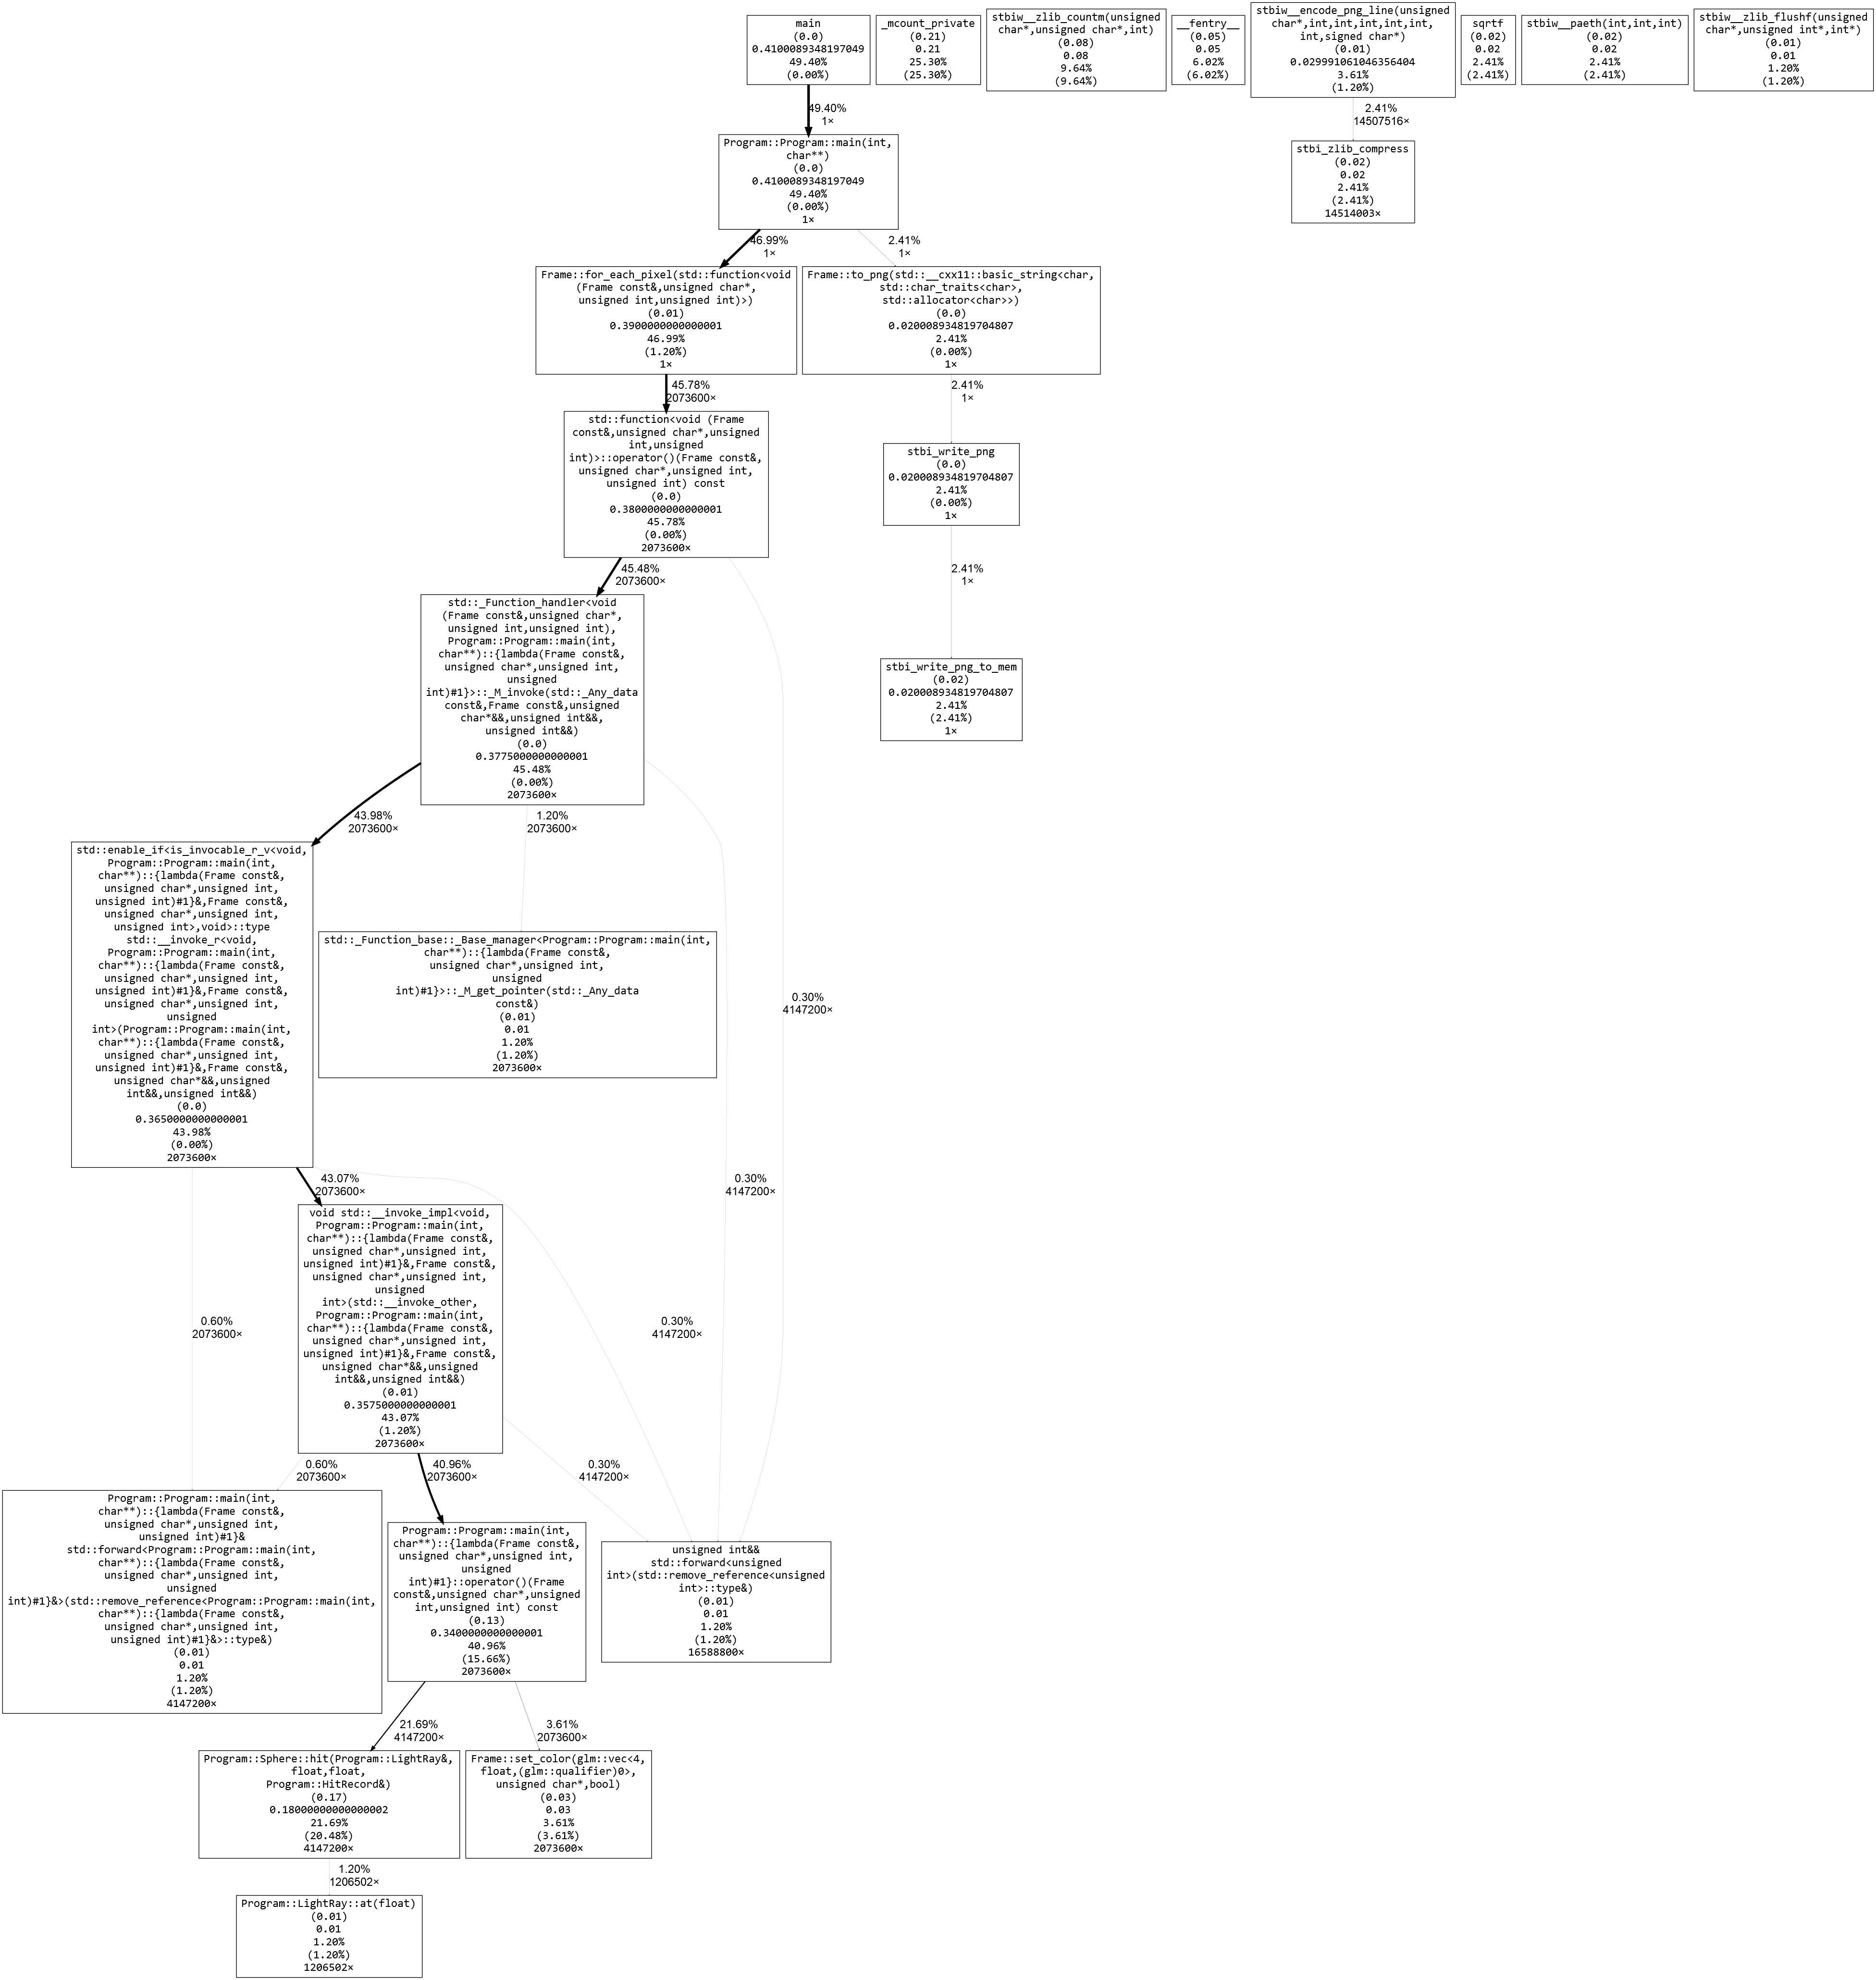 main
(0.0)
0.4100089348197049
49.40%
(0.00%)
_mcount_private
(0.21)
0.21
25.30%
(25.30%)
stbiw__zlib_countm(unsigned
char*,unsigned char*,int)
(0.08)
0.08
9.64%
(9.64%)
__fentry__
(0.05)
0.05
6.02%
(6.02%)
stbiw__encode_png_line(unsigned
char*,int,int,int,int,int,
int,signed char*)
(0.01)
0.029991061046356404
3.61%
(1.20%)
sqrtf
(0.02)
0.02
2.41%
(2.41%)
stbiw__paeth(int,int,int)
(0.02)
0.02
2.41%
(2.41%)
stbiw__zlib_flushf(unsigned
char*,unsigned int*,int*)
(0.01)
0.01
1.20%
(1.20%)
49.40%
1×
2.41%
14507516×
Program::Program::main(int,
char**)
(0.0)
0.4100089348197049
49.40%
(0.00%)
1×
stbi_zlib_compress
(0.02)
0.02
2.41%
(2.41%)
14514003×
46.99%
1×
2.41%
1×
Frame::for_each_pixel(std::function<void
(Frame const&,unsigned char*,
unsigned int,unsigned int)>)
(0.01)
0.3900000000000001
46.99%
(1.20%)
1×
Frame::to_png(std::__cxx11::basic_string<char,
std::char_traits<char>,
std::allocator<char>>)
(0.0)
0.020008934819704807
2.41%
(0.00%)
1×
45.78%
2073600×
2.41%
1×
std::function<void (Frame
const&,unsigned char*,unsigned
int,unsigned
int)>::operator()(Frame const&,
unsigned char*,unsigned int,
unsigned int) const
(0.0)
0.3800000000000001
45.78%
(0.00%)
2073600×
stbi_write_png
(0.0)
0.020008934819704807
2.41%
(0.00%)
1×
45.48%
2073600×
2.41%
1×
std::_Function_handler<void
(Frame const&,unsigned char*,
unsigned int,unsigned int),
Program::Program::main(int,
char**)::{lambda(Frame const&,
unsigned char*,unsigned int,
unsigned
int)#1}>::_M_invoke(std::_Any_data
const&,Frame const&,unsigned
char*&&,unsigned int&&,
unsigned int&&)
(0.0)
0.3775000000000001
45.48%
(0.00%)
2073600×
stbi_write_png_to_mem
(0.02)
0.020008934819704807
2.41%
(2.41%)
1×
43.98%
2073600×
1.20%
2073600×
std::enable_if<is_invocable_r_v<void,
Program::Program::main(int,
char**)::{lambda(Frame const&,
unsigned char*,unsigned int,
unsigned int)#1}&,Frame const&,
unsigned char*,unsigned int,
unsigned int>,void>::type
std::__invoke_r<void,
Program::Program::main(int,
char**)::{lambda(Frame const&,
unsigned char*,unsigned int,
unsigned int)#1}&,Frame const&,
unsigned char*,unsigned int,
unsigned
int>(Program::Program::main(int,
char**)::{lambda(Frame const&,
unsigned char*,unsigned int,
unsigned int)#1}&,Frame const&,
unsigned char*&&,unsigned
int&&,unsigned int&&)
(0.0)
0.3650000000000001
43.98%
(0.00%)
2073600×
std::_Function_base::_Base_manager<Program::Program::main(int,
char**)::{lambda(Frame const&,
unsigned char*,unsigned int,
unsigned
int)#1}>::_M_get_pointer(std::_Any_data
const&)
(0.01)
0.01
1.20%
(1.20%)
2073600×
0.30%
4147200×
43.07%
2073600×
0.30%
4147200×
void std::__invoke_impl<void,
Program::Program::main(int,
char**)::{lambda(Frame const&,
unsigned char*,unsigned int,
unsigned int)#1}&,Frame const&,
unsigned char*,unsigned int,
unsigned
int>(std::__invoke_other,
Program::Program::main(int,
char**)::{lambda(Frame const&,
unsigned char*,unsigned int,
unsigned int)#1}&,Frame const&,
unsigned char*&&,unsigned
int&&,unsigned int&&)
(0.01)
0.3575000000000001
43.07%
(1.20%)
2073600×
0.60%
2073600×
0.30%
4147200×
0.60%
2073600×
40.96%
2073600×
0.30%
4147200×
Program::Program::main(int,
char**)::{lambda(Frame const&,
unsigned char*,unsigned int,
unsigned int)#1}&
std::forward<Program::Program::main(int,
char**)::{lambda(Frame const&,
unsigned char*,unsigned int,
unsigned
int)#1}&>(std::remove_reference<Program::Program::main(int,
char**)::{lambda(Frame const&,
unsigned char*,unsigned int,
unsigned int)#1}&>::type&)
(0.01)
0.01
1.20%
(1.20%)
4147200×
Program::Program::main(int,
char**)::{lambda(Frame const&,
unsigned char*,unsigned int,
unsigned
int)#1}::operator()(Frame
const&,unsigned char*,unsigned
int,unsigned int) const
(0.13)
0.3400000000000001
40.96%
(15.66%)
2073600×
unsigned int&&
std::forward<unsigned
int>(std::remove_reference<unsigned
int>::type&)
(0.01)
0.01
1.20%
(1.20%)
16588800×
21.69%
4147200×
3.61%
2073600×
Program::Sphere::hit(Program::LightRay&,
float,float,
Program::HitRecord&)
(0.17)
0.18000000000000002
21.69%
(20.48%)
4147200×
Frame::set_color(glm::vec<4,
float,(glm::qualifier)0>,
unsigned char*,bool)
(0.03)
0.03
3.61%
(3.61%)
2073600×
1.20%
1206502×
Program::LightRay::at(float)
(0.01)
0.01
1.20%
(1.20%)
1206502×